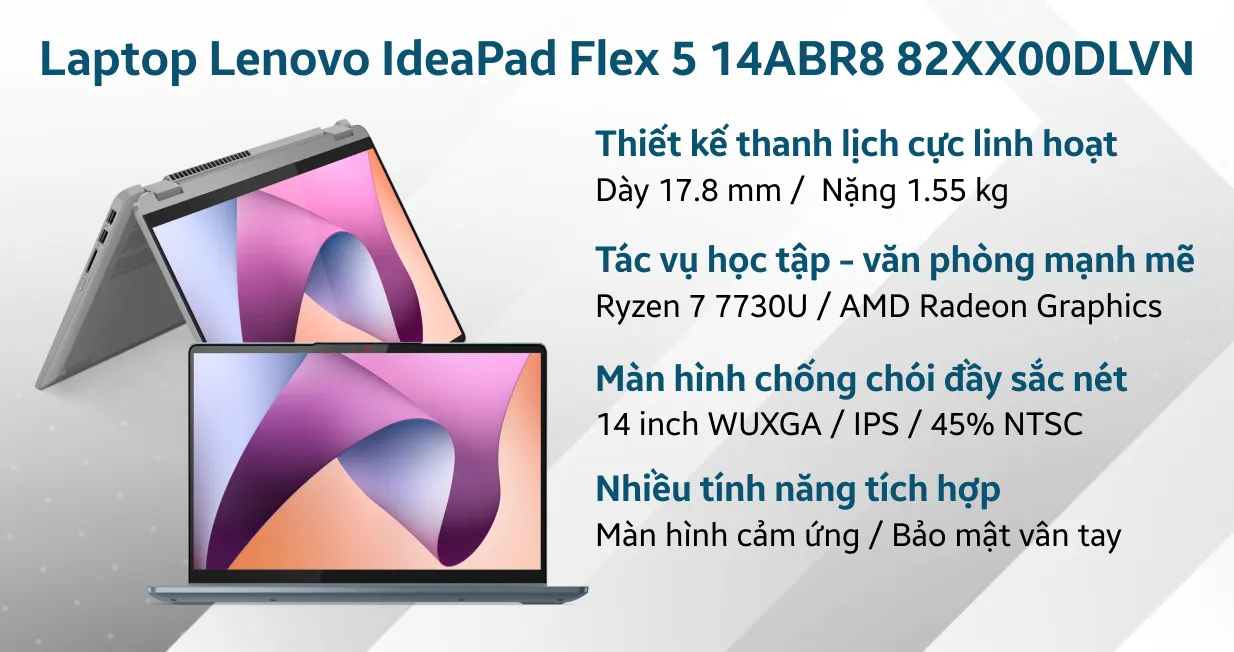 Laptop Lenovo IdeaPad Flex 5 14ABR8 82XX00DLVN
Thiết kế thanh lịch cực linh hoạt
Dày 17.8 mm / Nặng 1.55 kg
Tác vụ học tập – văn phòng mạnh mẽ
Ryzen 7 7730U / AMD Radeon Graphics
Màn hình chống chói đầy sắc nét
14 inch WUXGA / IPS / 45% NTSC
Nhiều tính năng tích hợp
Màn hình cảm ứng / Bảo mật vân tay